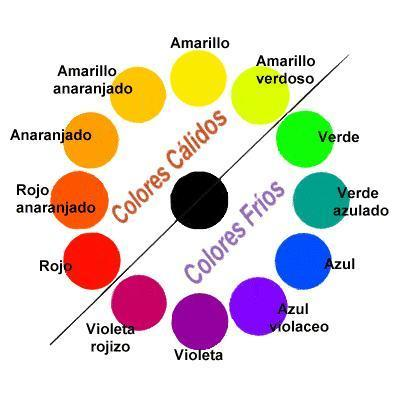 Amarillo
Amarillo
verdoso
Amarillo
anaranjado
Anaranjado
Verde
Colores Cálidos
Rojo
anaranjado
Verde
azulado
Colores Fríos
Rojo
Azul
Violeta
rojizo
Azul
violaceo
Violeta